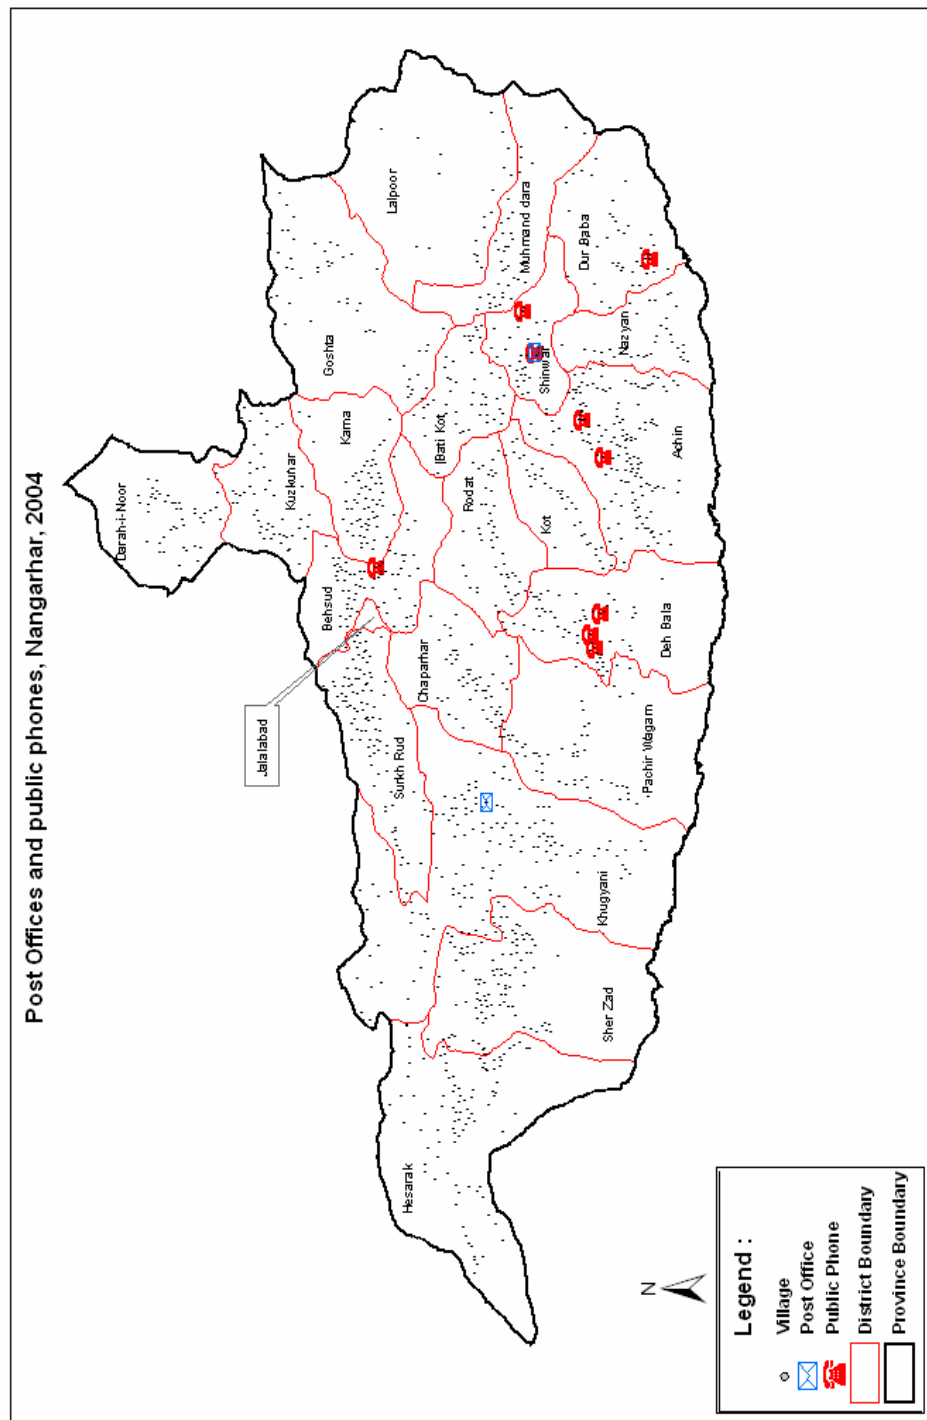 Post Offices and public phones, Nangarhar, 2004
Darah-i-Noor
Kuzkunar
Kama
Goshta
Lalpoor
Behsud
Jalalabad
Surkh Rud
Chaparhar
Rodat
Bati Kot
Muhmand dara
Shinwar
Dur Baba
Nazyan
Kot
Achin
Deh Bala
Pachir Wagam
Khugyani
Sher Zad
Hesarak
N
Legend :
Village
Post Office
Public Phone
District Boundary
Province Boundary